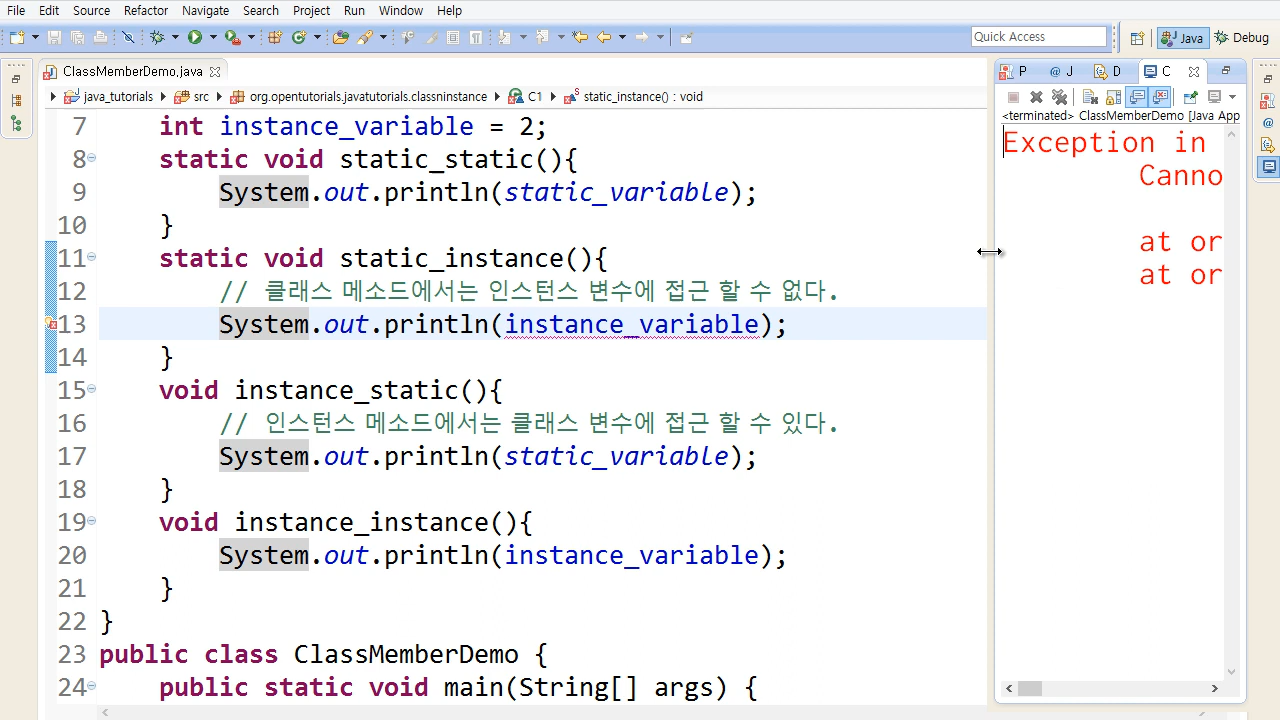 File Edit Source Refactor Navigate Search Project Run Window Help
Quick Access
Java
Debug
ClassMemberDemo.java
P J D C
java_tutorials src org.opentutorials.javatutorials.classninstance C1 static_instance() : void
<terminated> ClassMemberDemo [Java App
7 int instance_variable = 2;
8 static void static_static(){
9 System.out.println(static_variable);
10 }
11 static void static_instance(){
12 // 클래스 메소드에서는 인스턴스 변수에 접근 할 수 없다.
13 System.out.println(instance_variable);
14 }
15 void instance_static(){
16 // 인스턴스 메소드에서는 클래스 변수에 접근 할 수 있다.
17 System.out.println(static_variable);
18 }
19 void instance_instance(){
20 System.out.println(instance_variable);
21 }
22 }
23 public class ClassMemberDemo {
24 public static void main(String[] args) {
Exception in
Canno
at or
at or